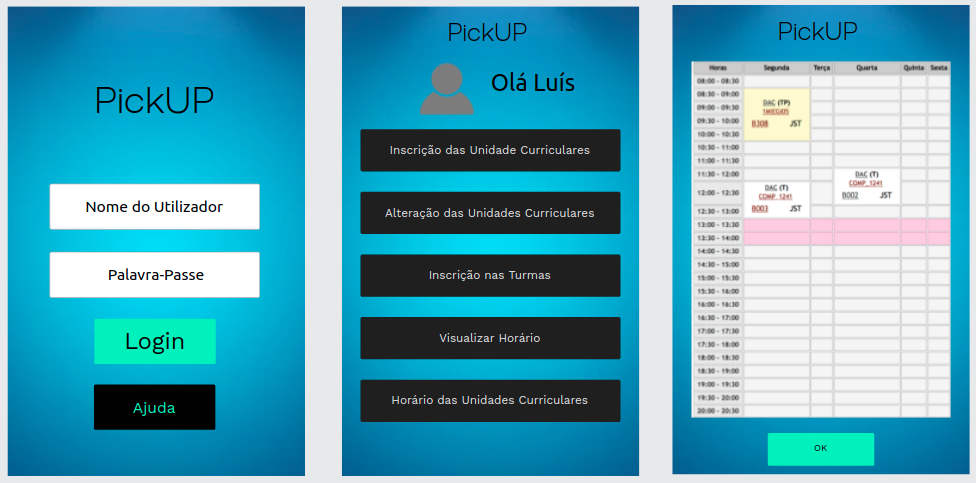 PickUP
Nome do Utilizador
Palavra-Passe
Login
Ajuda
PickUP
Olá Luís
Inscrição das Unidade Curriculares
Alteração das Unidades Curriculares
Inscrição nas Turmas
Visualizar Horário
Horário das Unidades Curriculares
PickUP
Horas Segunda Terça Quarta Quinta Sexta
08:00 - 08:30
08:30 - 09:00
09:00 - 09:30
09:30 - 10:00
10:00 - 10:30
DAC (TP)
1MIEGI05
B308 JST
10:30 - 11:00
11:00 - 11:30
11:30 - 12:00
12:00 - 12:30
12:30 - 13:00
DAC (T)
COMP_1241
B003 JST
DAC (T)
COMP_1241
B002 JST
13:00 - 13:30
13:30 - 14:00
14:00 - 14:30
14:30 - 15:00
15:00 - 15:30
15:30 - 16:00
16:00 - 16:30
16:30 - 17:00
17:00 - 17:30
17:30 - 18:00
18:00 - 18:30
18:30 - 19:00
19:00 - 19:30
19:30 - 20:00
20:00 - 20:30
OK